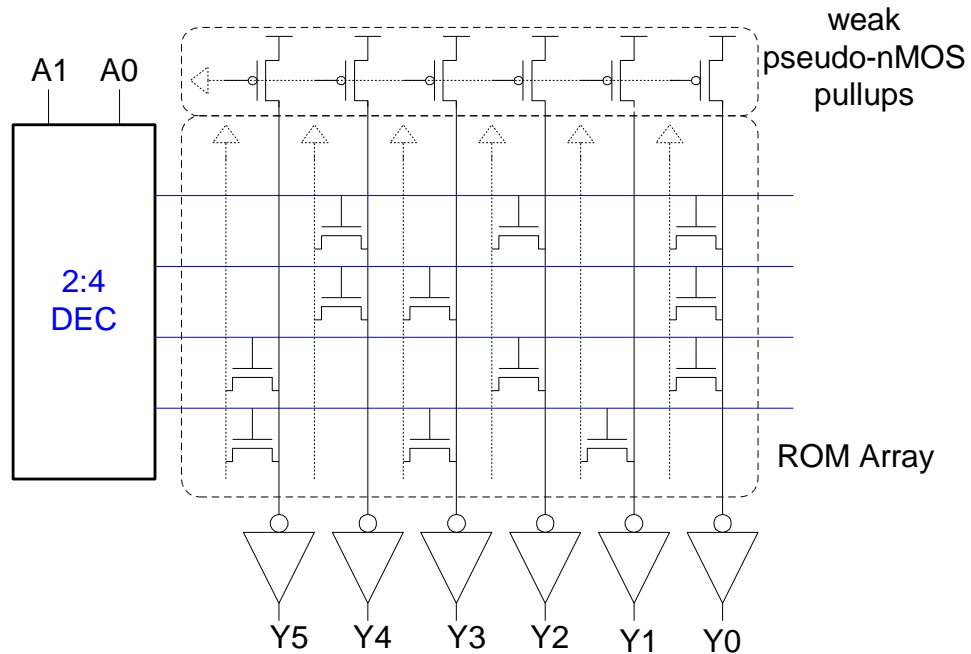 weak
pseudo-nMOS
pullups
A1 A0
2:4
DEC
ROM Array
Y5 Y4 Y3 Y2 Y1 Y0